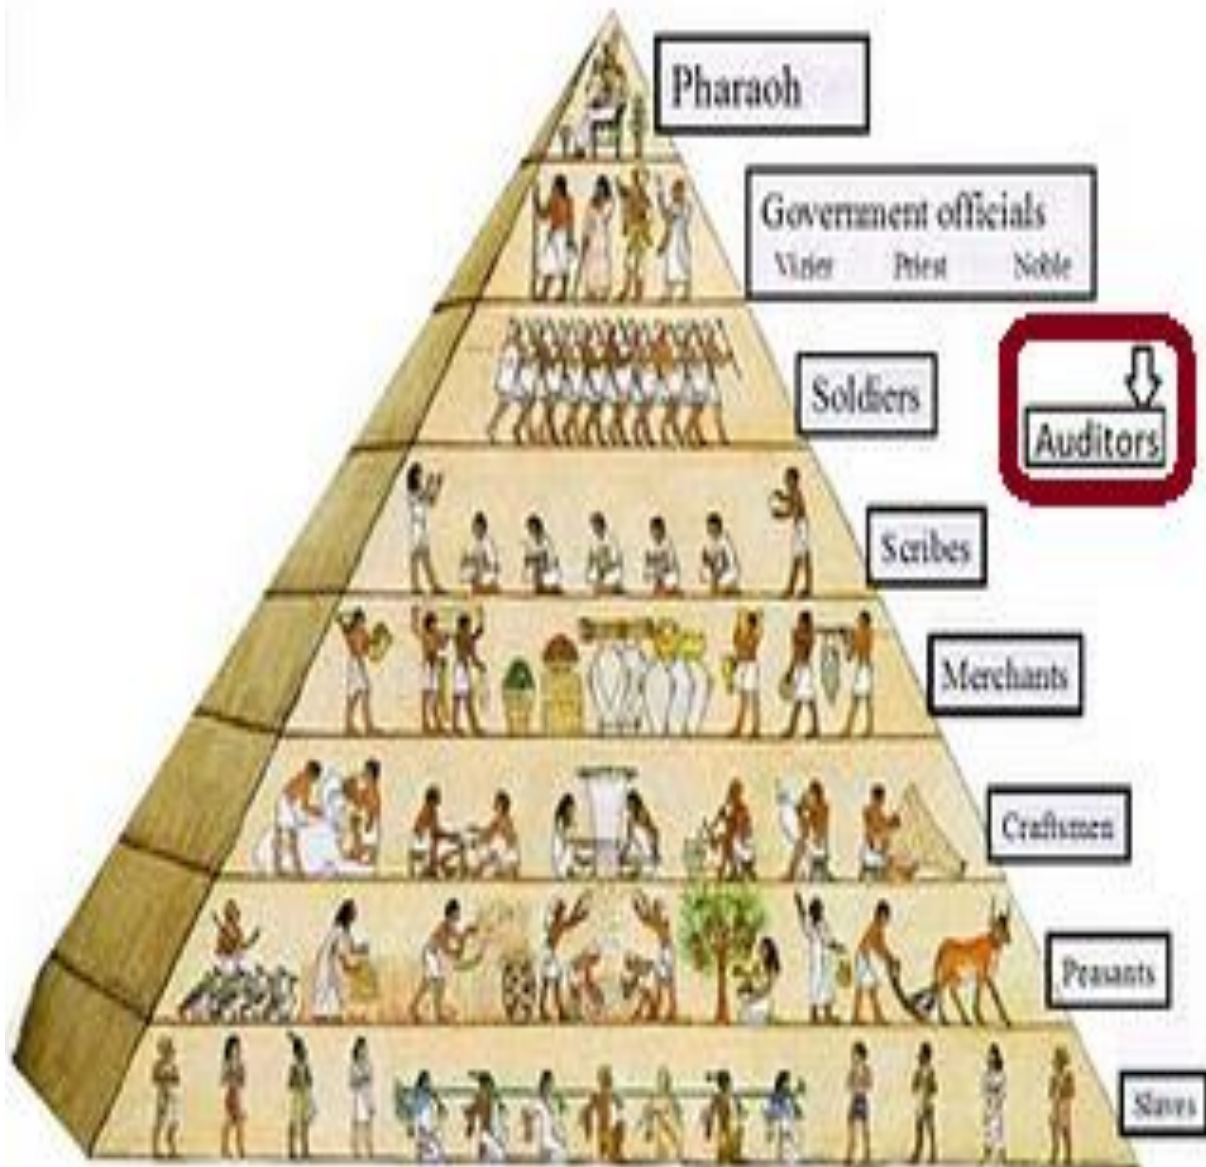 Pharaoh
Government officials
Vizier Priest Noble
Soldiers
Auditors
Scribes
Merchants
Craftsmen
Peasants
Slaves